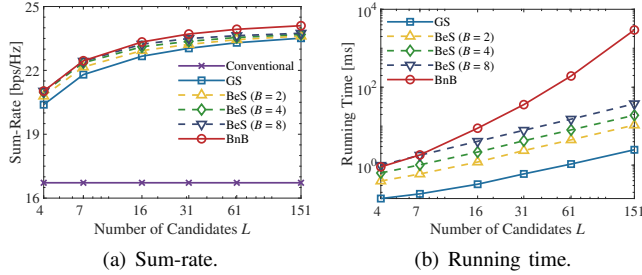 25
22
19
16
Sum-Rate [bps/Hz]
Conventional
GS
BeS (B = 2)
BeS (B = 4)
BeS (B = 8)
BnB
4 7 16 31 61 151
Number of Candidates L
(a) Sum-rate.
10^4
10^2
10^0
Running Time [ms]
GS
BeS (B = 2)
BeS (B = 4)
BeS (B = 8)
BnB
4 7 16 31 61 151
Number of Candidates L
(b) Running time.